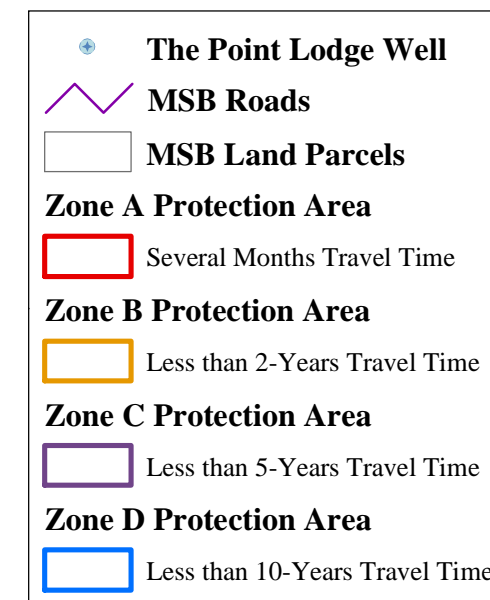 The Point Lodge Well
MSB Roads
MSB Land Parcels
Zone A Protection Area
Several Months Travel Time
Zone B Protection Area
Less than 2-Years Travel Time
Zone C Protection Area
Less than 5-Years Travel Time
Zone D Protection Area
Less than 10-Years Travel Time